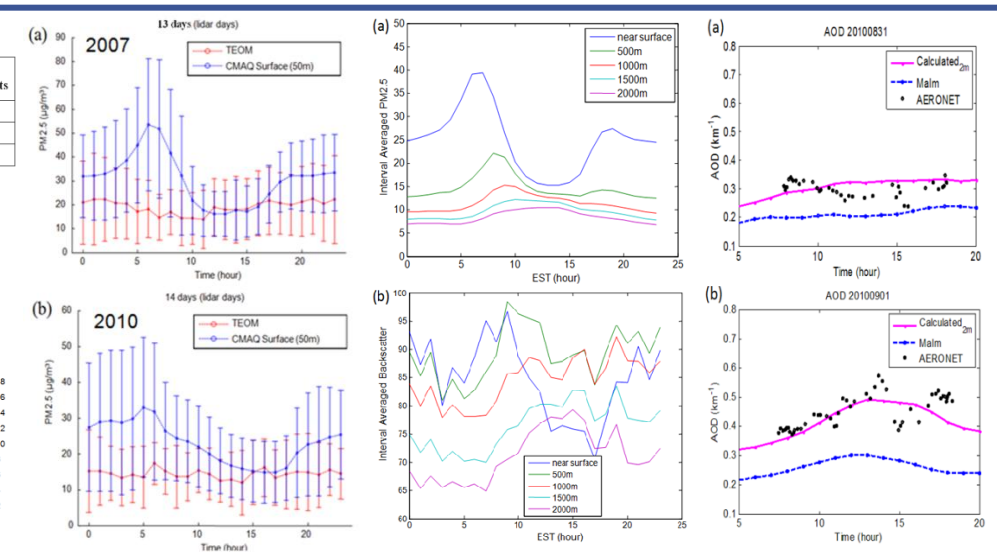 ts
8
6
4
2
0
13 days (lidar days)
(a)
2007
TEOM
CMAQ Surface (50m)
PM2.5 (μg/m³)
90
80
70
60
50
40
30
20
10
0
0
5
10
15
20
Time (hour)
14 days (lidar days)
(b)
2010
TEOM
CMAQ Surface (50m)
PM2.5 (μg/m³)
60
50
40
30
20
10
0
0
5
10
15
20
Time (hour)
(a)
near surface
500m
1000m
1500m
2000m
Interval Averaged PM2.5
50
45
40
35
30
25
20
15
10
5
0
0
5
10
15
20
25
EST (hour)
(b)
Interval Averaged Backscatter
100
95
90
85
80
75
70
65
60
near surface
500m
1000m
1500m
2000m
0
5
10
15
20
25
EST (hour)
(a)
AOD 20100831
Calculated2m
Malm
AERONET
AOD (km-1)
0.8
0.7
0.6
0.5
0.4
0.3
0.2
0.1
5
10
15
20
Time (hour)
(b)
AOD 20100901
Calculated2m
Malm
AERONET
AOD (km-1)
0.8
0.7
0.6
0.5
0.4
0.3
0.2
0.1
5
10
15
20
Time (hour)